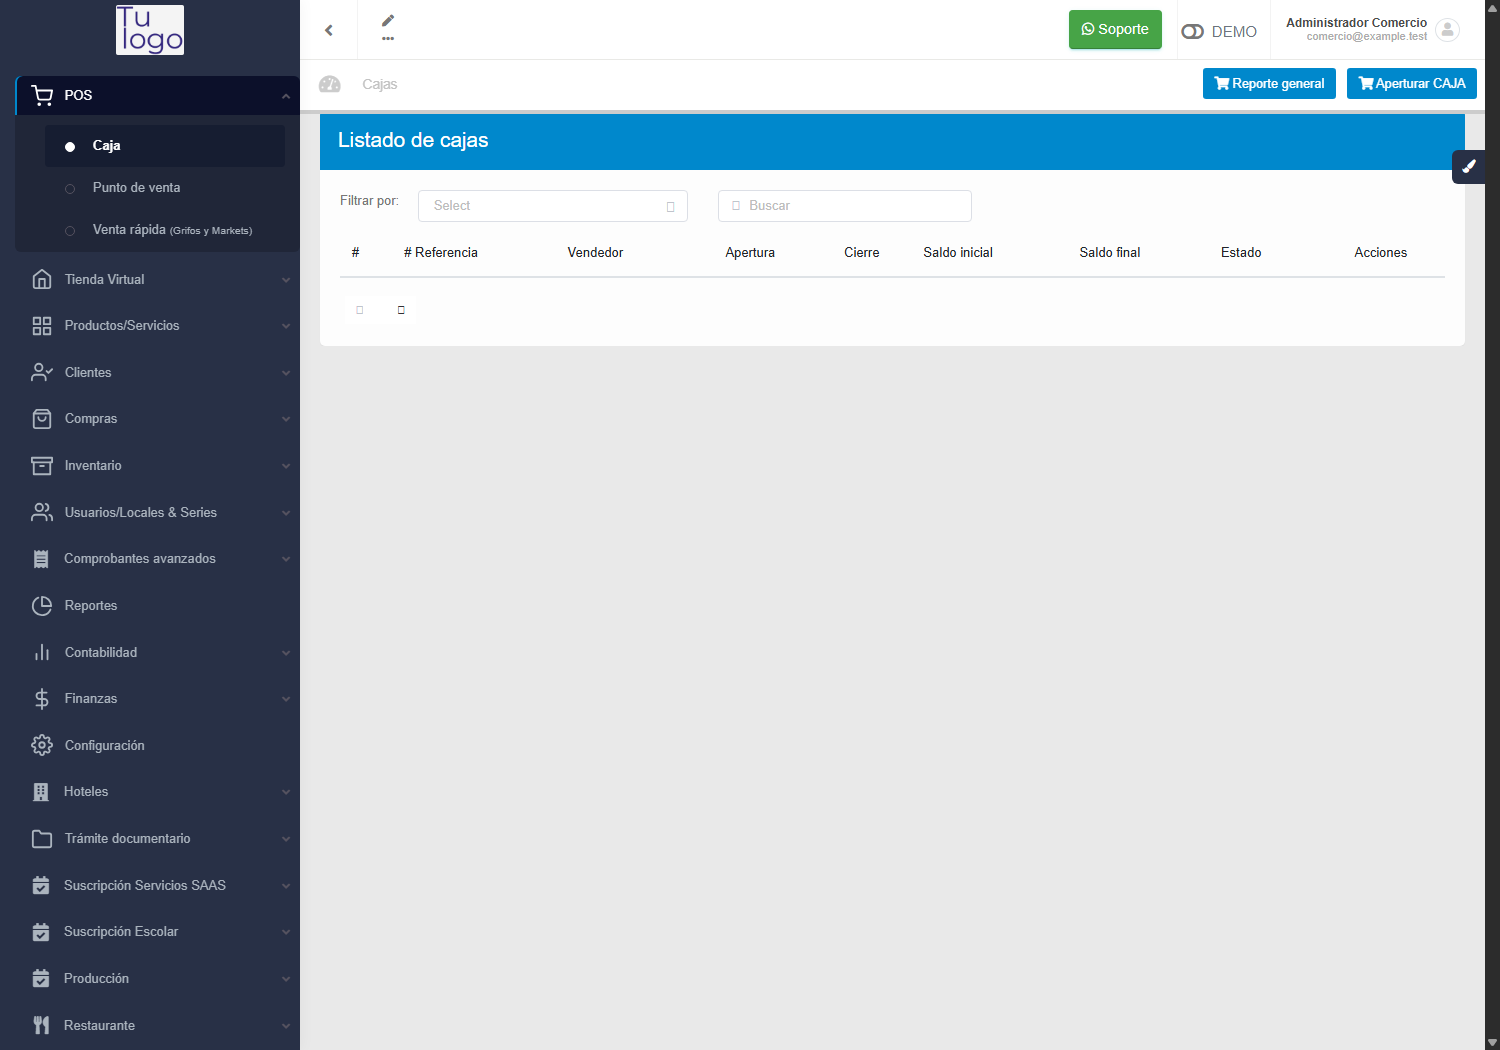 Tu
logo
POS
Caja
Punto de venta
Venta rápida (Grifos y Markets)
Tienda Virtual
Productos/Servicios
Clientes
Compras
Inventario
Usuarios/Locales & Series
Comprobantes avanzados
Reportes
Contabilidad
Finanzas
Configuración
Hoteles
Trámite documentario
Suscripción Servicios SAAS
Suscripción Escolar
Producción
Restaurante
Soporte
DEMO
Administrador Comercio
comercio@example.test
Cajas
Reporte general
Aperturar CAJA
Listado de cajas
Filtrar por:
Select
Buscar
# # Referencia Vendedor Apertura Cierre Saldo inicial Saldo final Estado Acciones